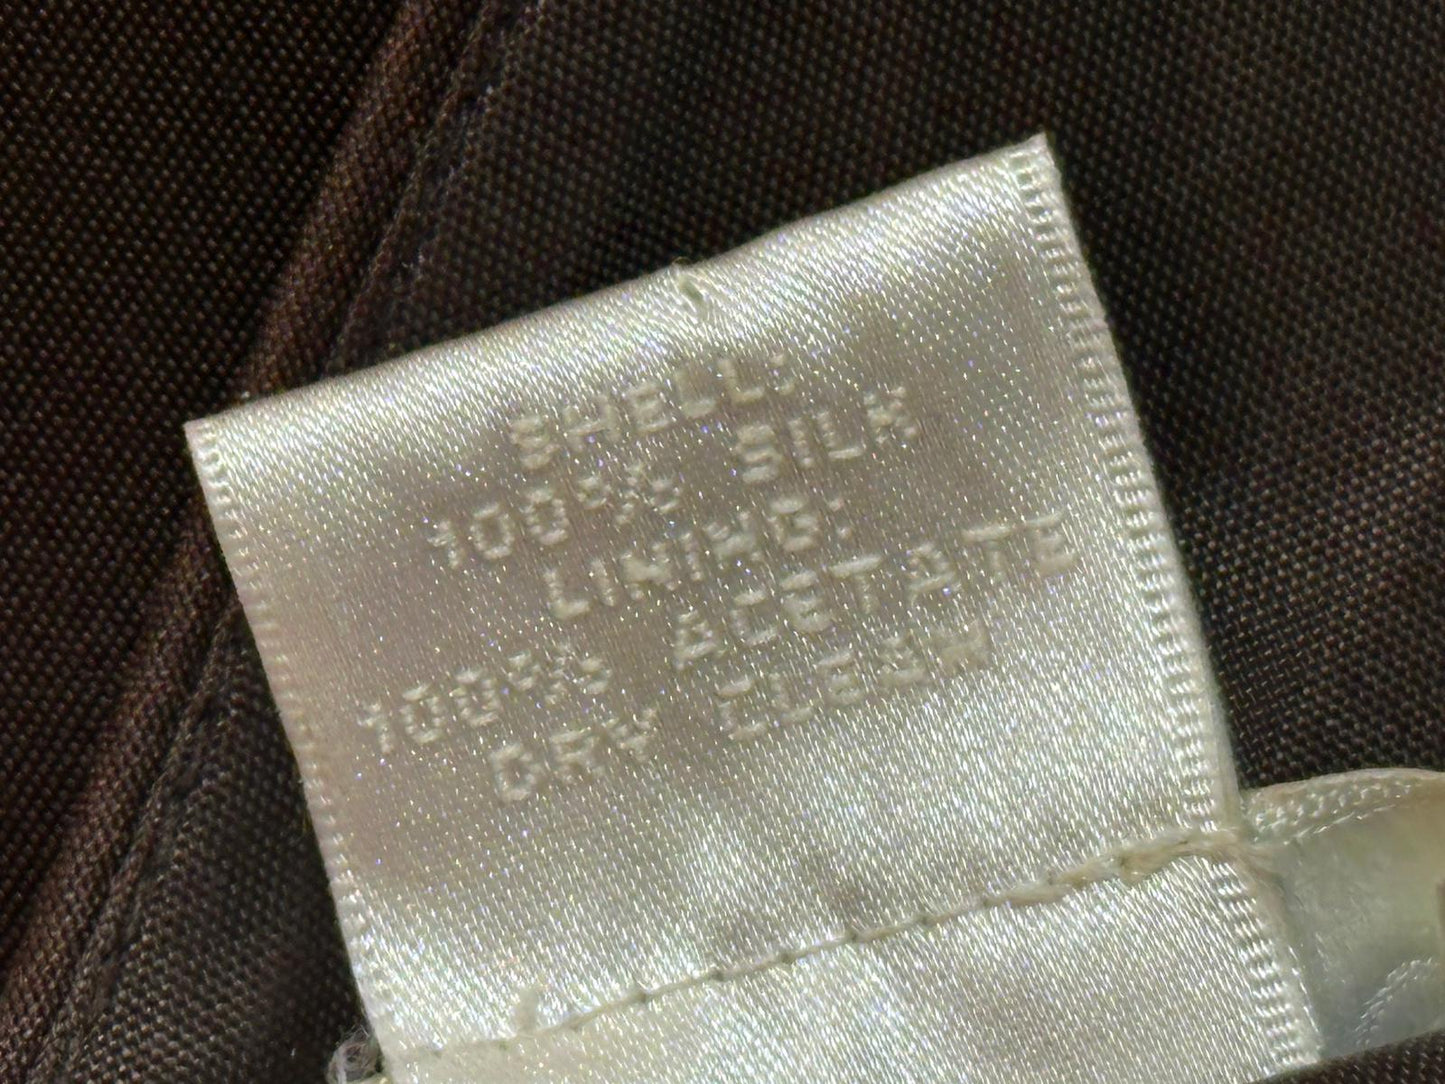 SHELL:
100% SILK
LINING:
100% ACETATE
DRY CLEAN